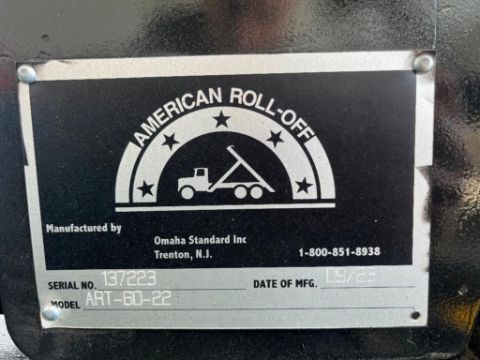 AMERICAN ROLL-OFF
Manufactured by
Omaha Standard Inc
Trenton, N.J.
1-800-851-8938
SERIAL NO. 137223
DATE OF MFG. 09/23
MODEL ART-60-22